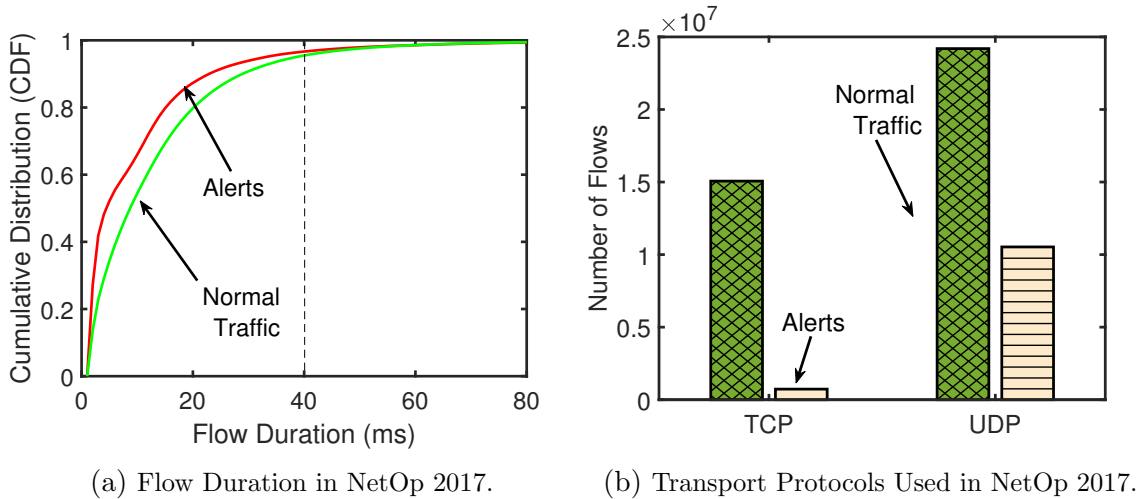 Cumulative Distribution (CDF)
1
0.8
0.6
0.4
0.2
0
0
20
40
60
80
Flow Duration (ms)
Alerts
Normal
Traffic
(a) Flow Duration in NetOp 2017.
×10⁷
Number of Flows
2.5
2
1.5
1
0.5
0
TCP
UDP
Normal
Traffic
Alerts
(b) Transport Protocols Used in NetOp 2017.